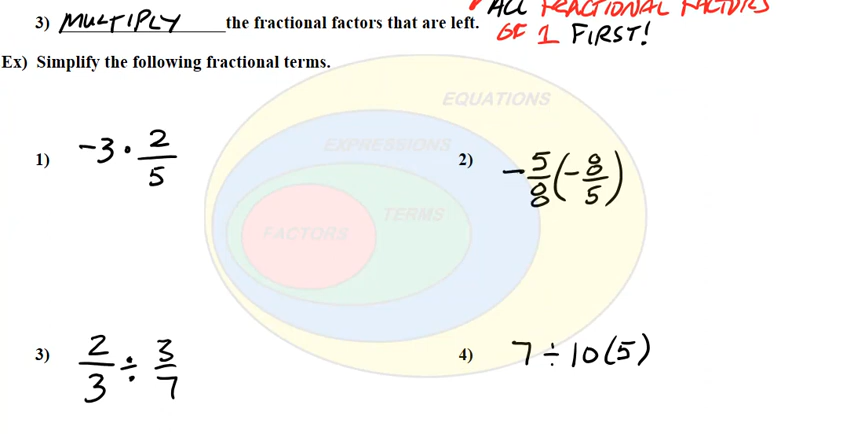 ALL FRACTIONAL FACTORS
3) MULTIPLY the fractional factors that are left.
OF 1 FIRST!
Ex) Simplify the following fractional terms.
EQUATIONS
EXPRESSIONS
TERMS
FACTORS
1) -3 · 2/5
2) -5/8(-8/5)
3) 2/3 ÷ 3/7
4) 7 ÷ 10(5)